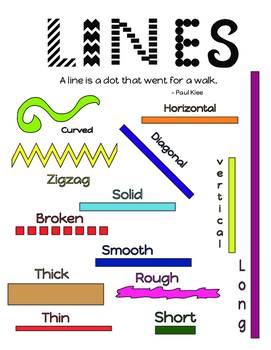 LINES
A line is a dot that went for a walk.
- Paul Klee
Horizontal
Curved
Diagonal
Zigzag
vertical
Solid
Broken
Smooth
Long
Thick
Rough
Thin
Short